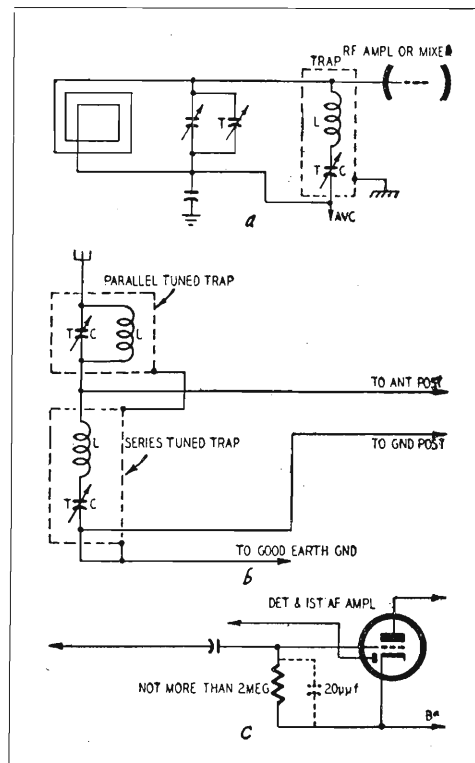 RF AMPL OR MIXER
TRAP
T
L
T C
AVC
a
PARALLEL TUNED TRAP
T C L
TO ANT POST
L
SERIES TUNED TRAP
TO GND POST
T C
TO GOOD EARTH GND
b
DET & 1ST AF AMPL
NOT MORE THAN 2MEG
20μμf
B-
C